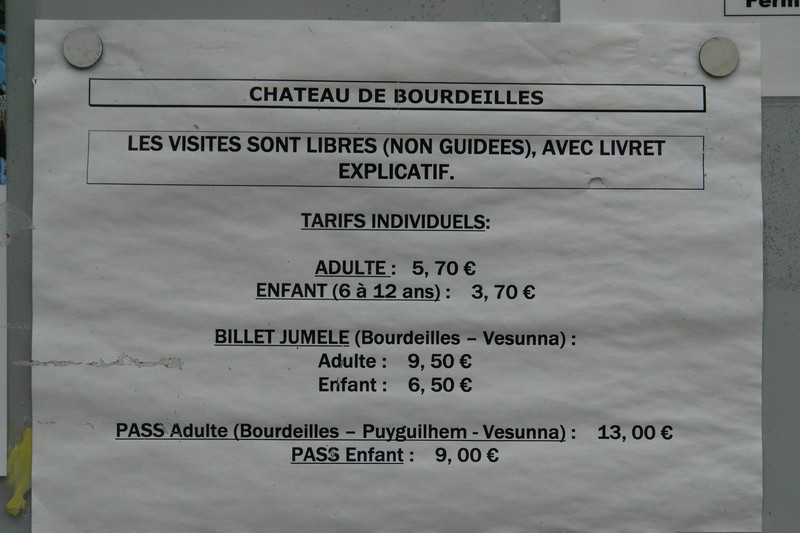 CHATEAU DE BOURDEILLES
LES VISITES SONT LIBRES (NON GUIDEES), AVEC LIVRET
EXPLICATIF.
TARIFS INDIVIDUELS:
ADULTE : 5, 70 €
ENFANT (6 à 12 ans) : 3, 70 €
BILLET JUMELE (Bourdeilles – Vesunna) :
Adulte : 9, 50 €
Enfant : 6, 50 €
PASS Adulte (Bourdeilles – Puyguilhem - Vesunna) : 13, 00 €
PASS Enfant : 9, 00 €